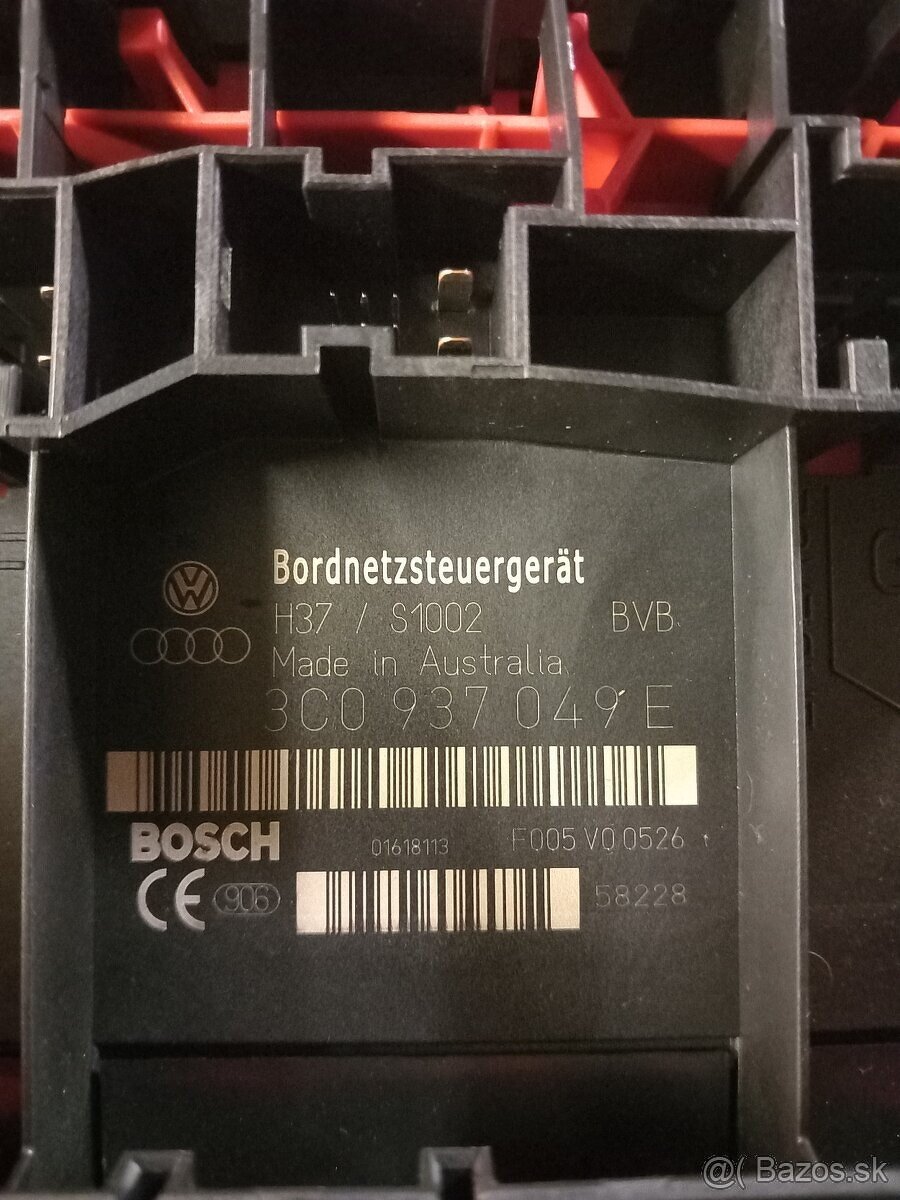 Bordnetzsteuergerät
H37 / S1002 BVB
Made in Australia
3C0 937 049 E
BOSCH 01618113 F005 V0 0526
CE 906 58228
@( Bazos.sk